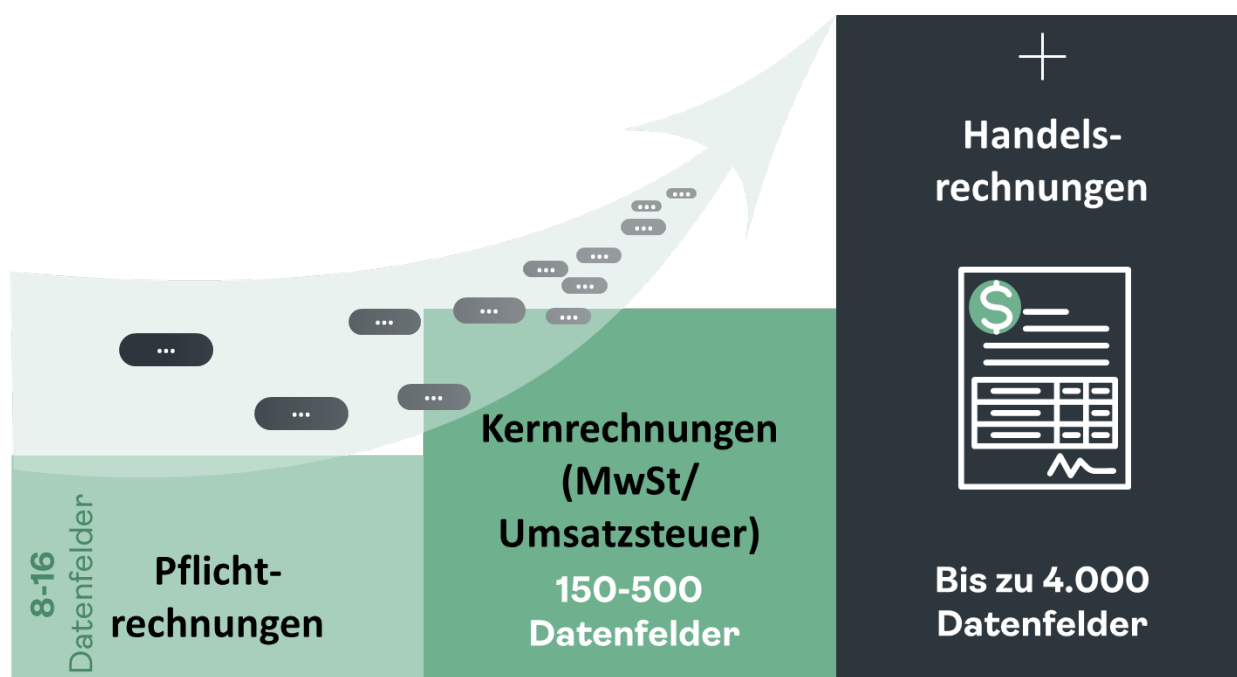 8-16
Datenfelder
Pflicht-
rechnungen
Kernrechnungen
(MwSt/
Umsatzsteuer)
150-500
Datenfelder
+
Handels-
rechnungen
$
Bis zu 4.000
Datenfelder